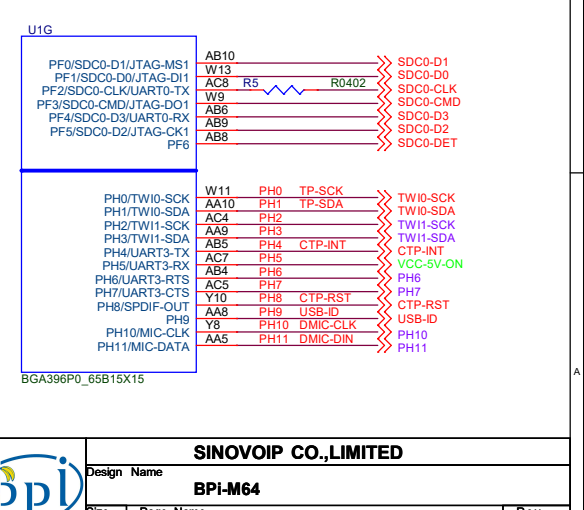 U1G
PF0/SDC0-D1/JTAG-MS1 AB10 SDC0-D1
PF1/SDC0-D0/JTAG-DI1 W13 SDC0-D0
PF2/SDC0-CLK/UART0-TX AC8 R5 R0402 SDC0-CLK
PF3/SDC0-CMD/JTAG-DO1 W9 SDC0-CMD
PF4/SDC0-D3/UART0-RX AB6 SDC0-D3
PF5/SDC0-D2/JTAG-CK1 AB9 SDC0-D2
PF6 AB8 SDC0-DET
PH0/TWI0-SCK W11 PH0 TP-SCK TWI0-SCK
PH1/TWI0-SDA AA10 PH1 TP-SDA TWI0-SDA
PH2/TWI1-SCK AC4 PH2 TWI1-SCK
PH3/TWI1-SDA AA9 PH3 TWI1-SDA
PH4/UART3-TX AB5 PH4 CTP-INT CTP-INT
PH5/UART3-RX AC7 PH5 VCC-5V-ON
PH6/UART3-RTS AB4 PH6 PH6
PH7/UART3-CTS AC5 PH7 PH7
PH8/SPDIF-OUT Y10 PH8 CTP-RST CTP-RST
PH9 AA8 PH9 USB-ID USB-ID
PH10/MIC-CLK Y8 PH10 DMIC-CLK PH10
PH11/MIC-DATA AA5 PH11 DMIC-DIN PH11
BGA396P0_65B15X15
A
SINOVOIP CO.,LIMITED
Design Name
BPi-M64
bpi